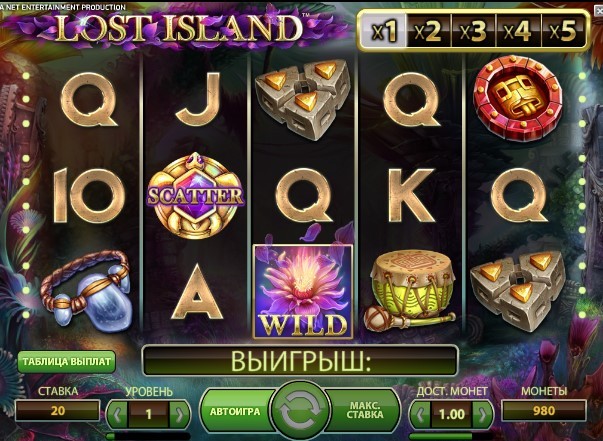 A NET ENTERTAINMENT PRODUCTION
LOST ISLAND™
x1 x2 x3 x4 x5
Q J Q
10 SCATTER Q K Q
A WILD
ТАБЛИЦА ВЫПЛАТ
ВЫИГРЫШ:
СТАВКА УРОВЕНЬ ДОСТ. МОНЕТ МОНЕТЫ
20 1 АВТОИГРА МАКС. СТАВКА 1.00 980